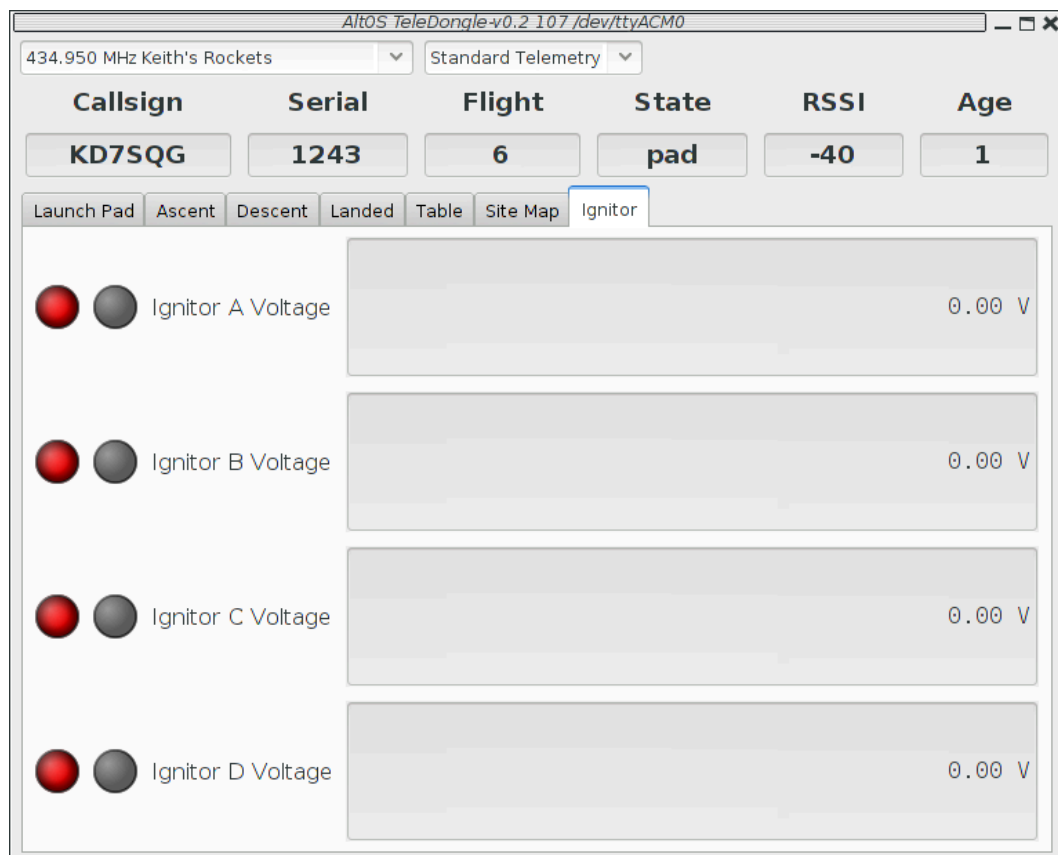 AltOS TeleDongle-v0.2 107 /dev/ttyACM0
434.950 MHz Keith's Rockets Standard Telemetry
Callsign Serial Flight State RSSI Age
KD7SQG 1243 6 pad -40 1
Launch Pad Ascent Descent Landed Table Site Map Ignitor
Ignitor A Voltage 0.00 V
Ignitor B Voltage 0.00 V
Ignitor C Voltage 0.00 V
Ignitor D Voltage 0.00 V